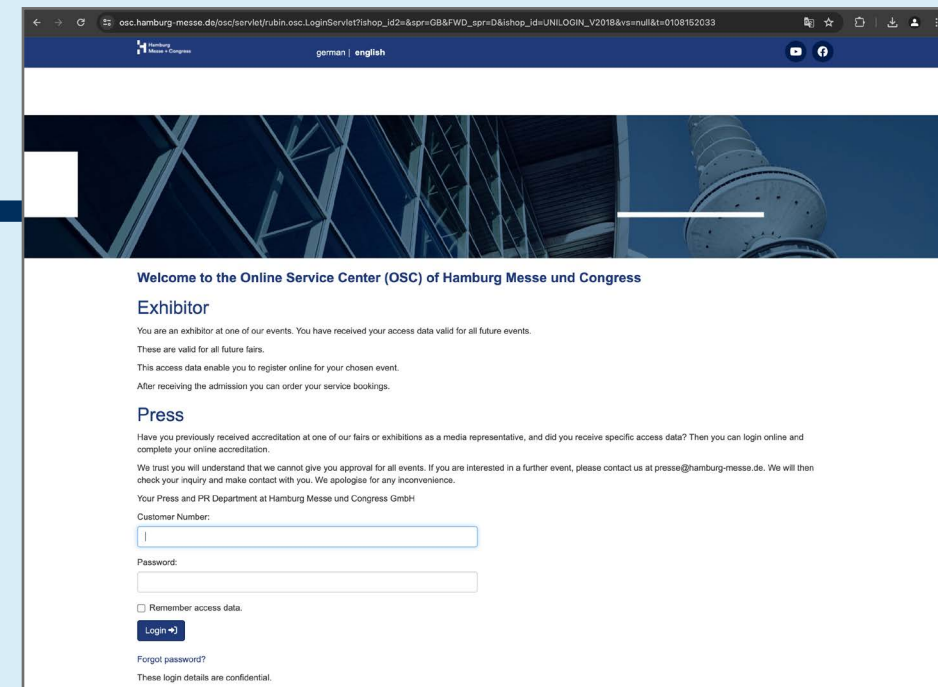 osc.hamburg-messe.de/osc/servlet/rubin.osc.LoginServlet?ishop_id2=&spr=GB&FWD_spr=D&ishop_id=UNILOGIN_V2018&vs=null&t=0108152033
Hamburg
Messe + Congress
german | english
Welcome to the Online Service Center (OSC) of Hamburg Messe und Congress
Exhibitor
You are an exhibitor at one of our events. You have received your access data valid for all future events.
These are valid for all future fairs.
This access data enable you to register online for your chosen event.
After receiving the admission you can order your service bookings.
Press
Have you previously received accreditation at one of our fairs or exhibitions as a media representative, and did you receive specific access data? Then you can login online and
complete your online accreditation.
We trust you will understand that we cannot give you approval for all events. If you are interested in a further event, please contact us at presse@hamburg-messe.de. We will then
check your inquiry and make contact with you. We apologise for any inconvenience.
Your Press and PR Department at Hamburg Messe und Congress GmbH
Customer Number:
Password:
Remember access data.
Login
Forgot password?
These login details are confidential.